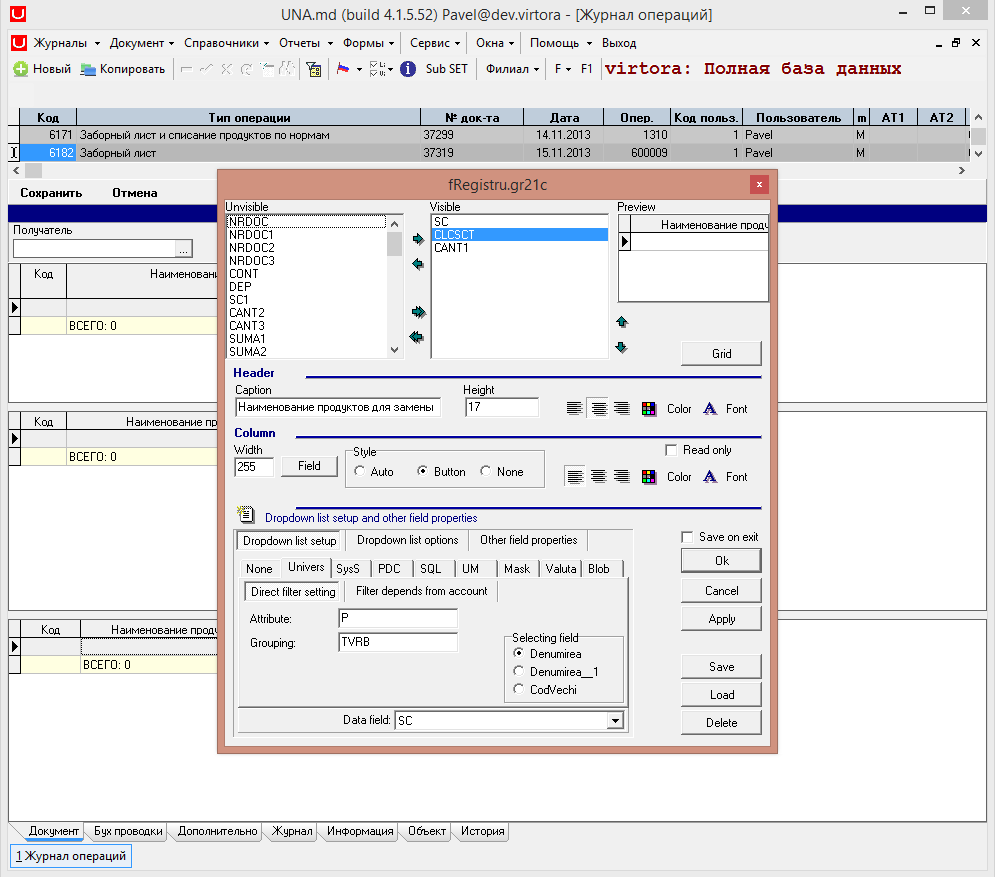 UNA.md (build 4.1.5.52) Pavel@dev.virtora - [Журнал операций]
Журналы Документ Справочники Отчеты Формы Сервис Окна Помощь Выход
Новый Копировать Sub SET Филиал F F1 virtora: Полная база данных
Код Тип операции № док-та Дата Опер. Код польз. Пользователь m AT1 AT2
6171 Заборный лист и списание продуктов по нормам 37299 14.11.2013 1310 1 Pavel M
6182 Заборный лист 37319 15.11.2013 600009 1 Pavel M
Сохранить Отмена
Получатель
...
Код
ВСЕГО: 0
Код
ВСЕГО: 0
Код
ВСЕГО: 0
fRegistru.gr21c
Unvisible Visible Preview
NRDOC
NRDOC1
NRDOC2
NRDOC3
CONT
DEP
SC1
CANT2
CANT3
SUMA1
SUMA2
SC
CLCSCT
CANT1
Наименование прод
Grid
Header
Caption Height
Наименование продуктов для замены 17 Color Font
Column
Width Style Read only
255 Field Auto Button None Color Font
Dropdown list setup and other field properties
Dropdown list setup Dropdown list options Other field properties
None Univers SysS PDC SQL UM Mask Valuta Blob
Direct filter setting Filter depends from account
Attribute: P
Grouping: TVRB
Selecting field
Denumirea
Denumirea__1
CodVechi
Data field: SC
Save on exit
Ok
Cancel
Apply
Save
Load
Delete
Документ Бух проводки Дополнительно Журнал Информация Объект История
1 Журнал операций